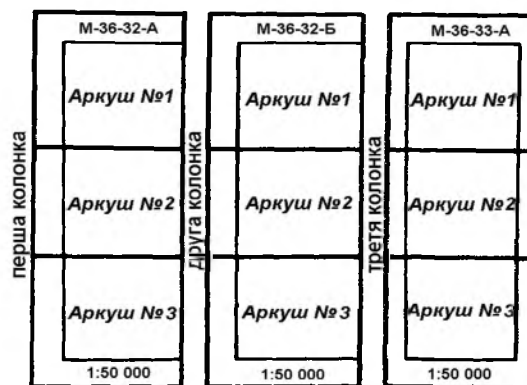 М-36-32-А
Аркуш №1
Аркуш №2
Аркуш №3
1:50 000
перша колонка
М-36-32-Б
Аркуш №1
Аркуш №2
Аркуш №3
1:50 000
друга колонка
М-36-33-А
Аркуш №1
Аркуш №2
Аркуш №3
1:50 000
третя колонка